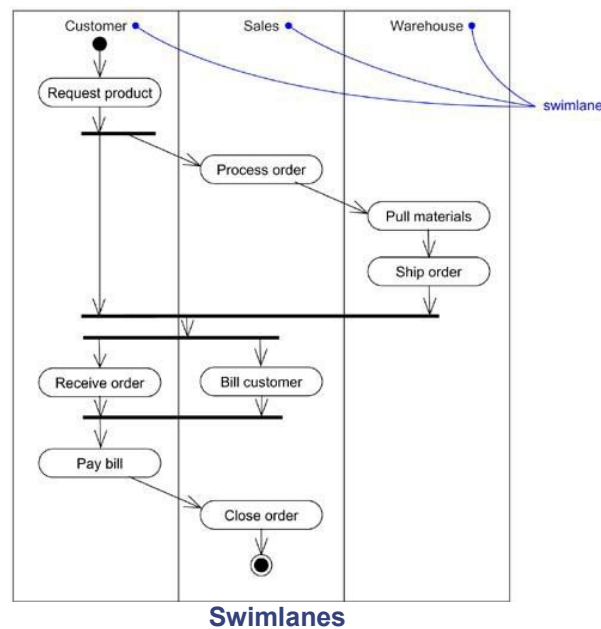 Customer
Sales
Warehouse
swimlane
Request product
Process order
Pull materials
Ship order
Receive order
Bill customer
Pay bill
Close order
Swimlanes